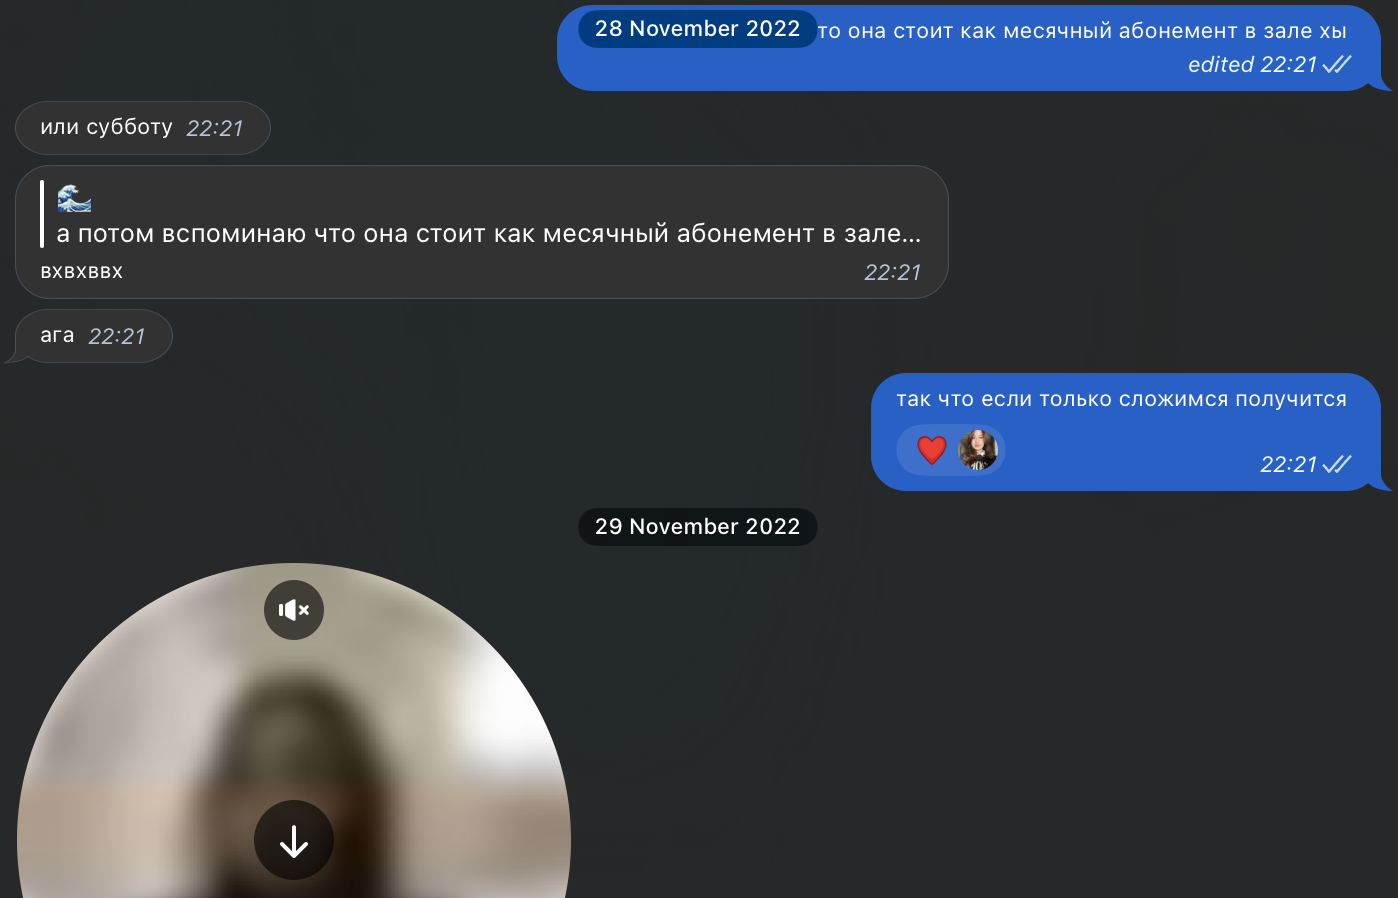 28 November 2022
то она стоит как месячный абонемент в зале хы
edited 22:21
или субботу 22:21
а потом вспоминаю что она стоит как месячный абонемент в зале...
вхвхввх 22:21
ага 22:21
так что если только сложимся получится
22:21
29 November 2022